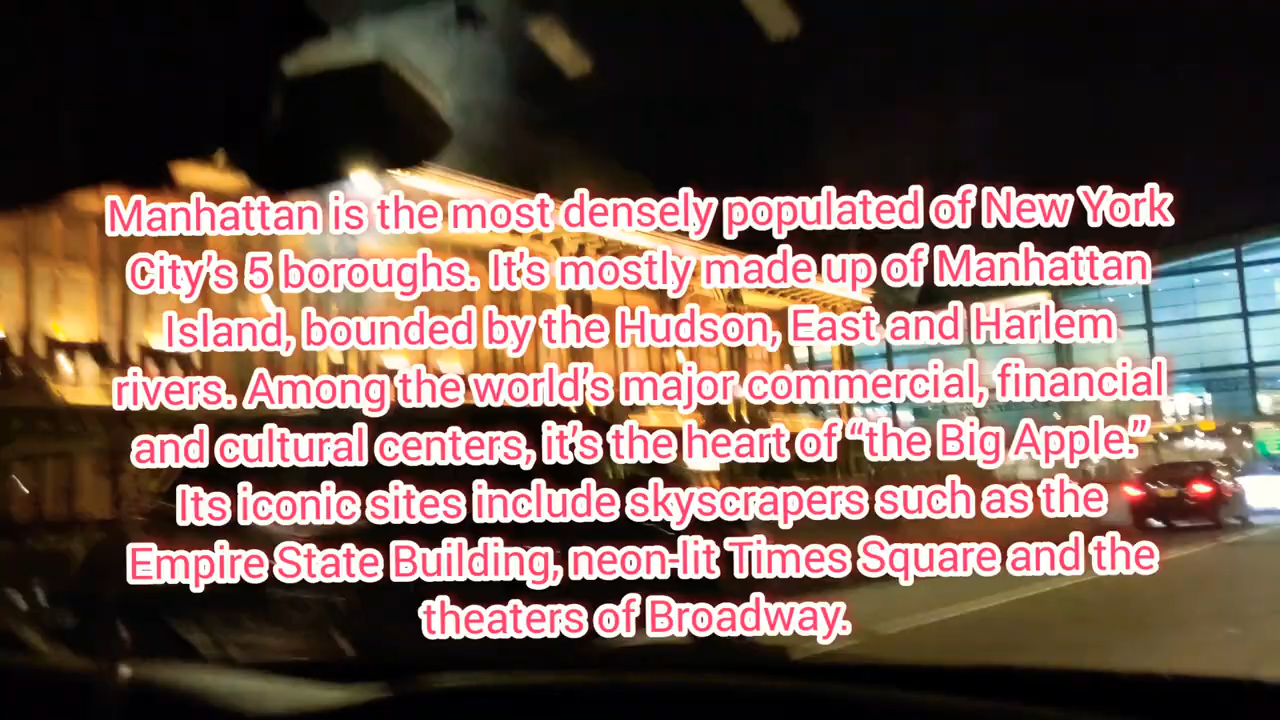 Manhattan is the most densely populated of New York
City’s 5 boroughs. It’s mostly made up of Manhattan
Island, bounded by the Hudson, East and Harlem
rivers. Among the world’s major commercial, financial
and cultural centers, it’s the heart of “the Big Apple.”
Its iconic sites include skyscrapers such as the
Empire State Building, neon-lit Times Square and the
theaters of Broadway.